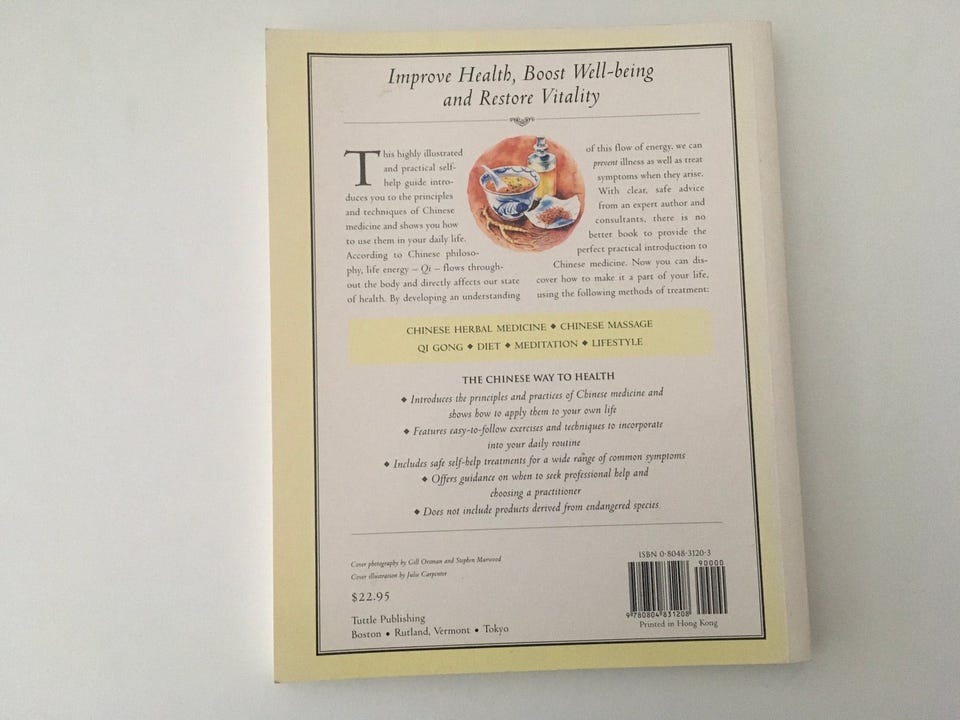 Improve Health, Boost Well-being
and Restore Vitality
This highly illustrated
and practical self-
help guide intro-
duces you to the principles
and techniques of Chinese
medicine and shows you how
to use them in your daily life.
According to Chinese philoso-
phy, life energy – Qi – flows through-
out the body and directly affects our state
of health. By developing an understanding
of this flow of energy, we can
prevent illness as well as treat
symptoms when they arise.
With clear, safe advice
from an expert author and
consultants, there is no
better book to provide the
perfect practical introduction to
Chinese medicine. Now you can dis-
cover how to make it a part of your life,
using the following methods of treatment:
CHINESE HERBAL MEDICINE ◆ CHINESE MASSAGE
QI GONG ◆ DIET ◆ MEDITATION ◆ LIFESTYLE
THE CHINESE WAY TO HEALTH
◆ Introduces the principles and practices of Chinese medicine and
shows how to apply them to your own life
◆ Features easy-to-follow exercises and techniques to incorporate
into your daily routine
◆ Includes safe self-help treatments for a wide range of common symptoms
◆ Offers guidance on when to seek professional help and
choosing a practitioner
◆ Does not include products derived from endangered species.
Cover photography by Gill Orsman and Stephen Marwood
Cover illustration by Julie Carpenter
$22.95
Tuttle Publishing
Boston • Rutland, Vermont • Tokyo
ISBN 0-8048-3120-3
90000
9 780804 831208
Printed in Hong Kong